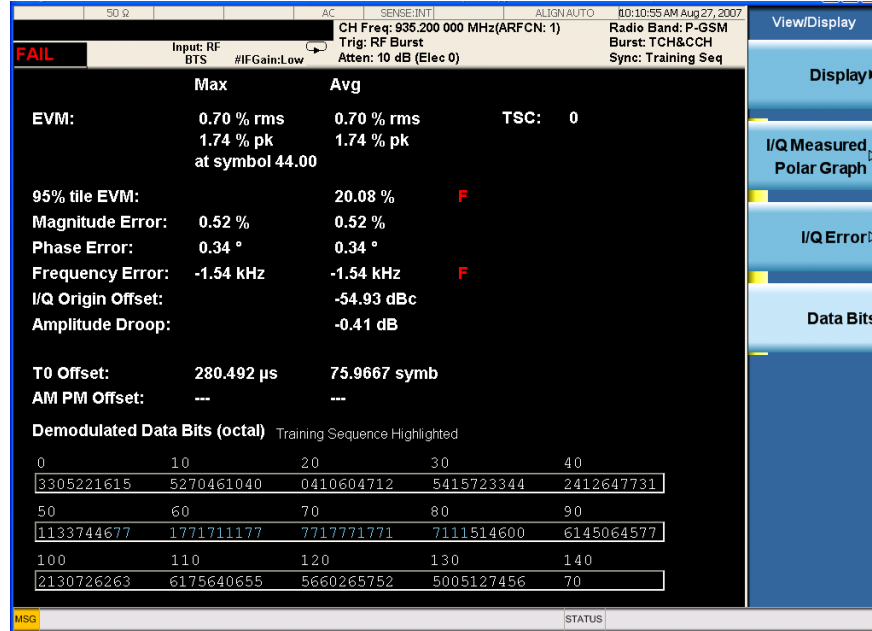 50 Ω AC SENSE:INT ALIGN AUTO 10:10:55 AM Aug 27, 2007
CH Freq: 935.200 000 MHz(ARFCN: 1) Radio Band: P-GSM
FAIL Input: RF Trig: RF Burst Burst: TCH&CCH
BTS #IFGain:Low Atten: 10 dB (Elec 0) Sync: Training Seq
Max Avg
EVM: 0.70 % rms 0.70 % rms TSC: 0
1.74 % pk 1.74 % pk
at symbol 44.00
95% tile EVM: 20.08 % F
Magnitude Error: 0.52 % 0.52 %
Phase Error: 0.34 ° 0.34 °
Frequency Error: -1.54 kHz -1.54 kHz F
I/Q Origin Offset: -54.93 dBc
Amplitude Droop: -0.41 dB
T0 Offset: 280.492 µs 75.9667 symb
AM PM Offset: --- ---
Demodulated Data Bits (octal) Training Sequence Highlighted
0 10 20 30 40
3305221615 5270461040 0410604712 5415723344 2412647731
50 60 70 80 90
1133744677 1771711177 7717771771 7111514600 6145064577
100 110 120 130 140
2130726263 6175640655 5660265752 5005127456 70
MSG STATUS
View/Display
Display
I/Q Measured
Polar Graph
I/Q Error
Data Bits